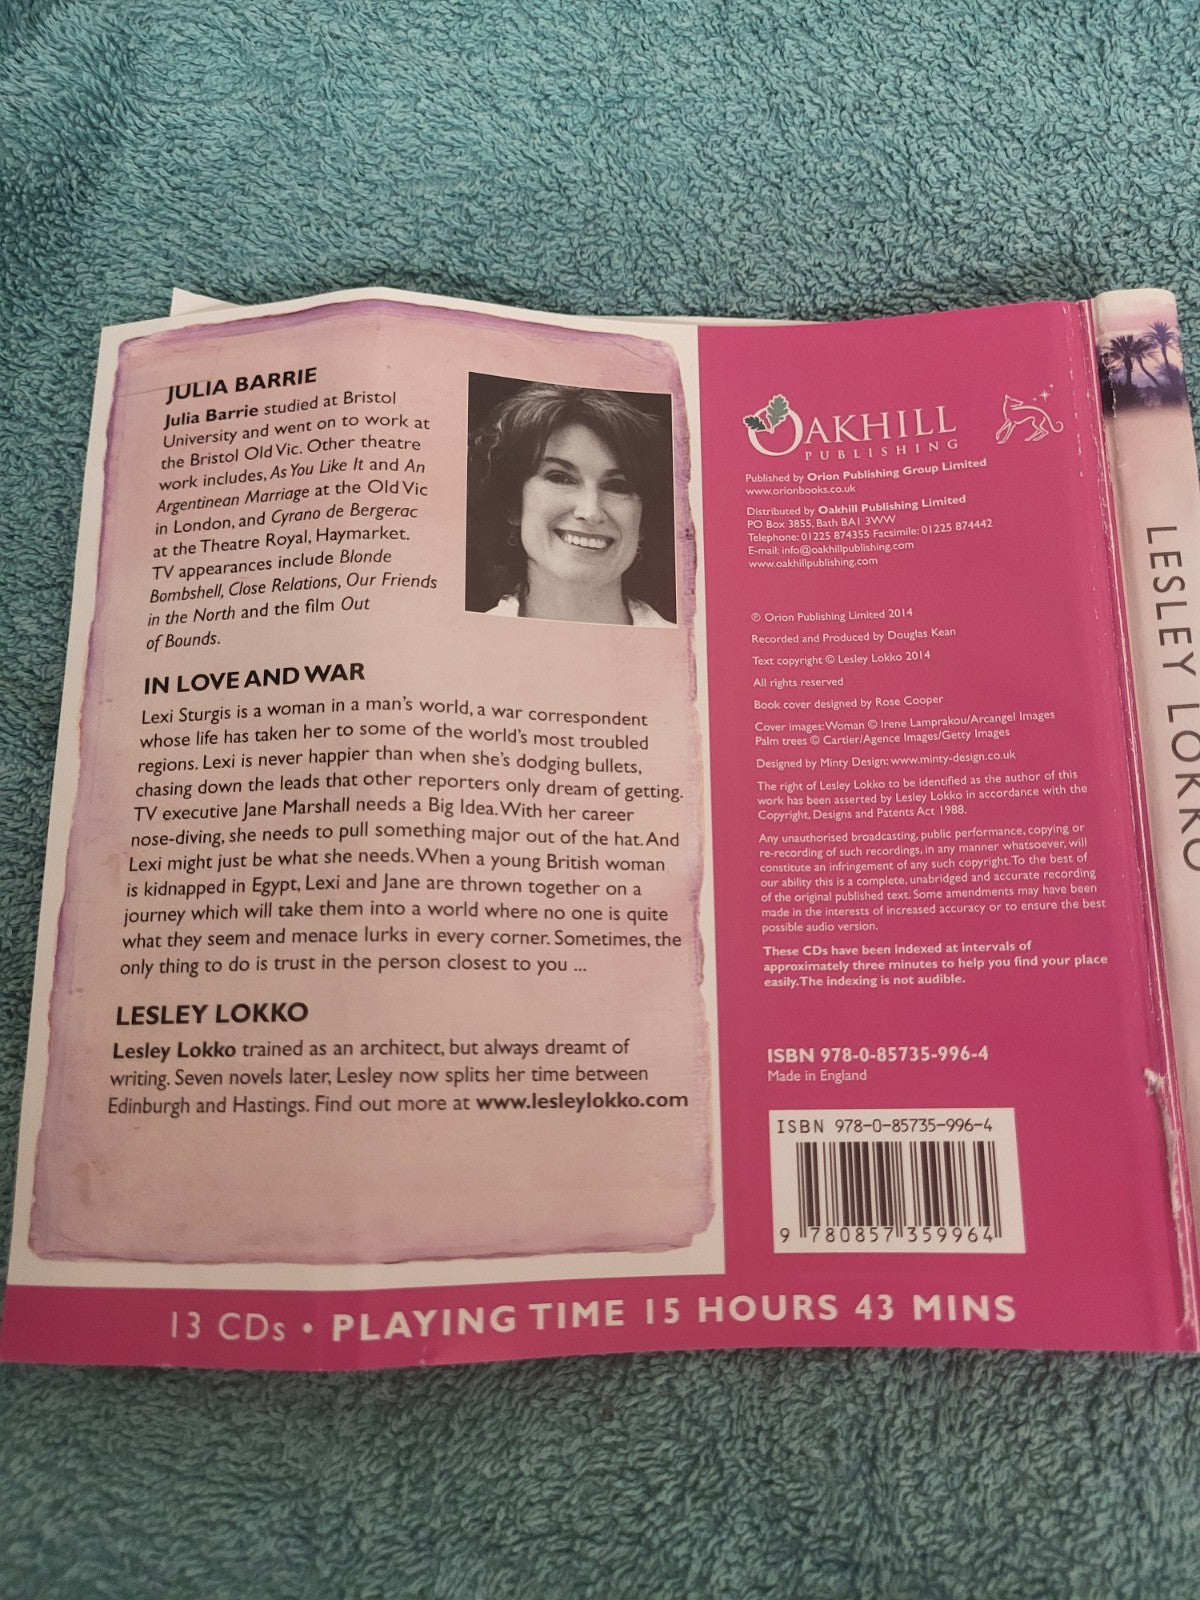 JULIA BARRIE
Julia Barrie studied at Bristol
University and went on to work at
the Bristol Old Vic. Other theatre
work includes, As You Like It and An
Argentinean Marriage at the Old Vic
in London, and Cyrano de Bergerac
at the Theatre Royal, Haymarket.
TV appearances include Blonde
Bombshell, Close Relations, Our Friends
in the North and the film Out
of Bounds.
IN LOVE AND WAR
Lexi Sturgis is a woman in a man's world, a war correspondent
whose life has taken her to some of the world's most troubled
regions. Lexi is never happier than when she's dodging bullets,
chasing down the leads that other reporters only dream of getting.
TV executive Jane Marshall needs a Big Idea. With her career
nose-diving, she needs to pull something major out of the hat. And
Lexi might just be what she needs. When a young British woman
is kidnapped in Egypt, Lexi and Jane are thrown together on a
journey which will take them into a world where no one is quite
what they seem and menace lurks in every corner. Sometimes, the
only thing to do is trust in the person closest to you ...
LESLEY LOKKO
Lesley Lokko trained as an architect, but always dreamt of
writing. Seven novels later, Lesley now splits her time between
Edinburgh and Hastings. Find out more at www.lesleylokko.com
OAKHILL
PUBLISHING
Published by Orion Publishing Group Limited
www.orionbooks.co.uk
Distributed by Oakhill Publishing Limited
PO Box 3855, Bath BA1 3WW
Telephone: 01225 874355 Facsimile: 01225 874442
E-mail: info@oakhillpublishing.com
www.oakhillpublishing.com
℗ Orion Publishing Limited 2014
Recorded and Produced by Douglas Kean
Text copyright © Lesley Lokko 2014
All rights reserved
Book cover designed by Rose Cooper
Cover images: Woman © Irene Lamprakou/Arcangel Images
Palm trees © Cartier/Agence Images/Getty Images
Designed by Minty Design: www.minty-design.co.uk
The right of Lesley Lokko to be identified as the author of this
work has been asserted by Lesley Lokko in accordance with the
Copyright, Designs and Patents Act 1988.
Any unauthorised broadcasting, public performance, copying or
re-recording of such recordings, in any manner whatsoever, will
constitute an infringement of any such copyright. To the best of
our ability this is a complete, unabridged and accurate recording
of the original published text. Some amendments may have been
made in the interests of increased accuracy or to ensure the best
possible audio version.
These CDs have been indexed at intervals of
approximately three minutes to help you find your place
easily. The indexing is not audible.
ISBN 978-0-85735-996-4
Made in England
ISBN 978-0-85735-996-4
9 780857 359964
13 CDs • PLAYING TIME 15 HOURS 43 MINS
LESLEY LOKKO